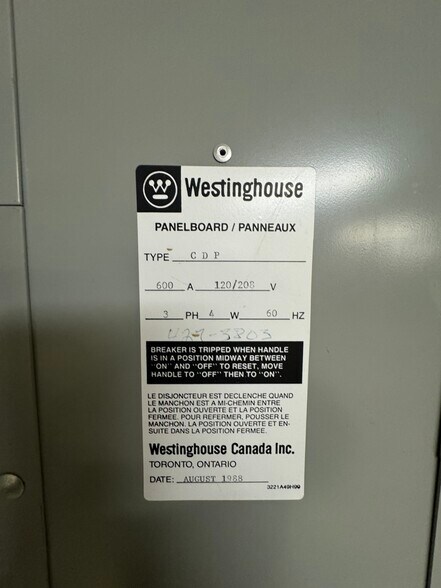 Westinghouse
PANELBOARD / PANNEAUX
TYPE C D P
600 A 120/208 V
3 PH 4 W 60 HZ
BREAKER IS TRIPPED WHEN HANDLE
IS IN A POSITION MIDWAY BETWEEN
"ON" AND "OFF" TO RESET, MOVE
HANDLE TO "OFF" THEN TO "ON".
LE DISJONCTEUR EST DECLENCHE QUAND
LE MANCHON EST A MI-CHEMIN ENTRE
LA POSITION OUVERTE ET LA POSITION
FERMEE. POUR REFERMER, POUSSER LE
MANCHON. LA POSITION OUVERTE ET EN-
SUITE DANS LA POSITION FERMEE.
Westinghouse Canada Inc.
TORONTO, ONTARIO
DATE: AUGUST 1988
3221A49H99